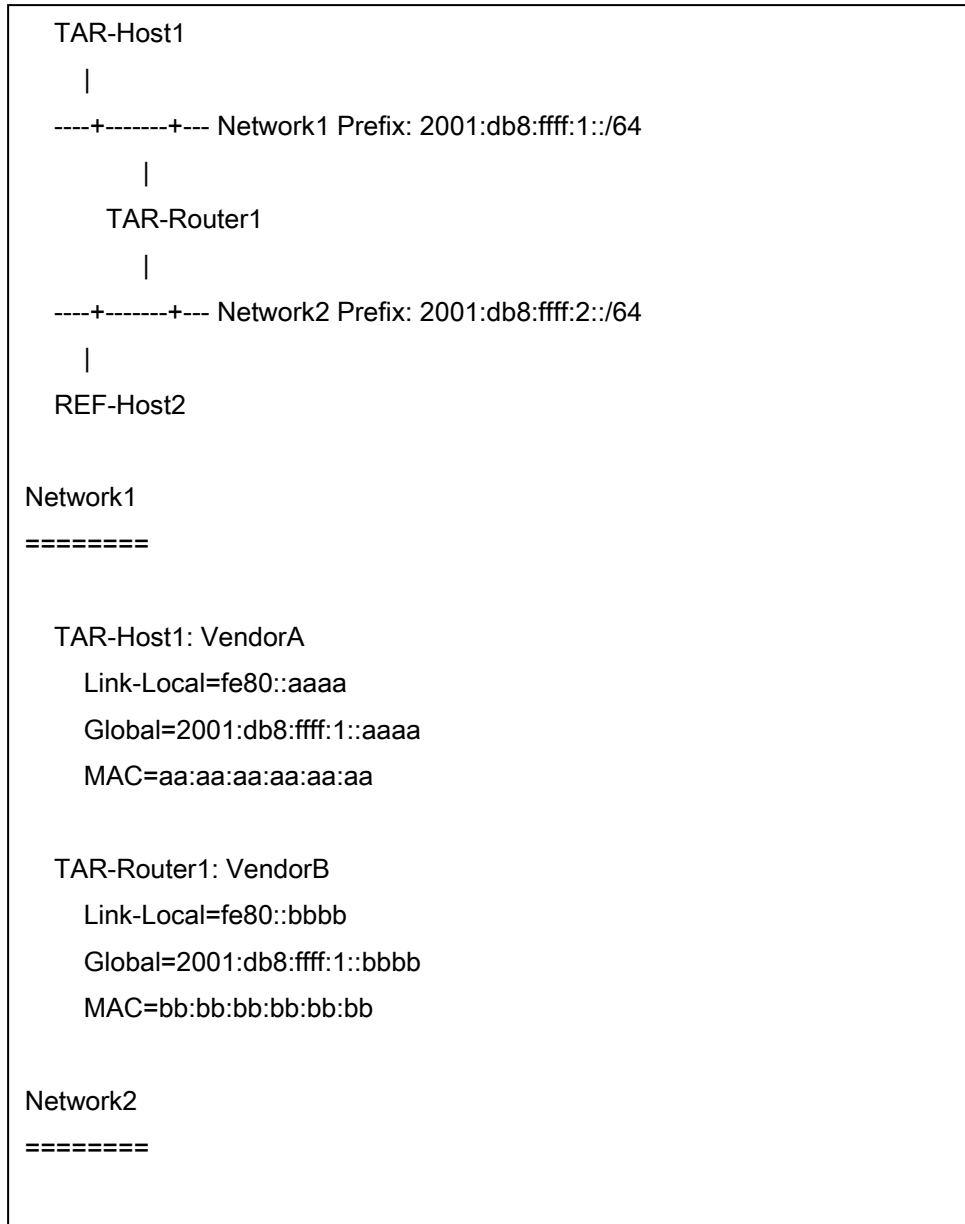 TAR-Host1
|
----+-------+--- Network1 Prefix: 2001:db8:ffff:1::/64
|
TAR-Router1
|
----+-------+--- Network2 Prefix: 2001:db8:ffff:2::/64
|
REF-Host2
Network1
========
TAR-Host1: VendorA
Link-Local=fe80::aaaa
Global=2001:db8:ffff:1::aaaa
MAC=aa:aa:aa:aa:aa:aa
TAR-Router1: VendorB
Link-Local=fe80::bbbb
Global=2001:db8:ffff:1::bbbb
MAC=bb:bb:bb:bb:bb:bb
Network2
========